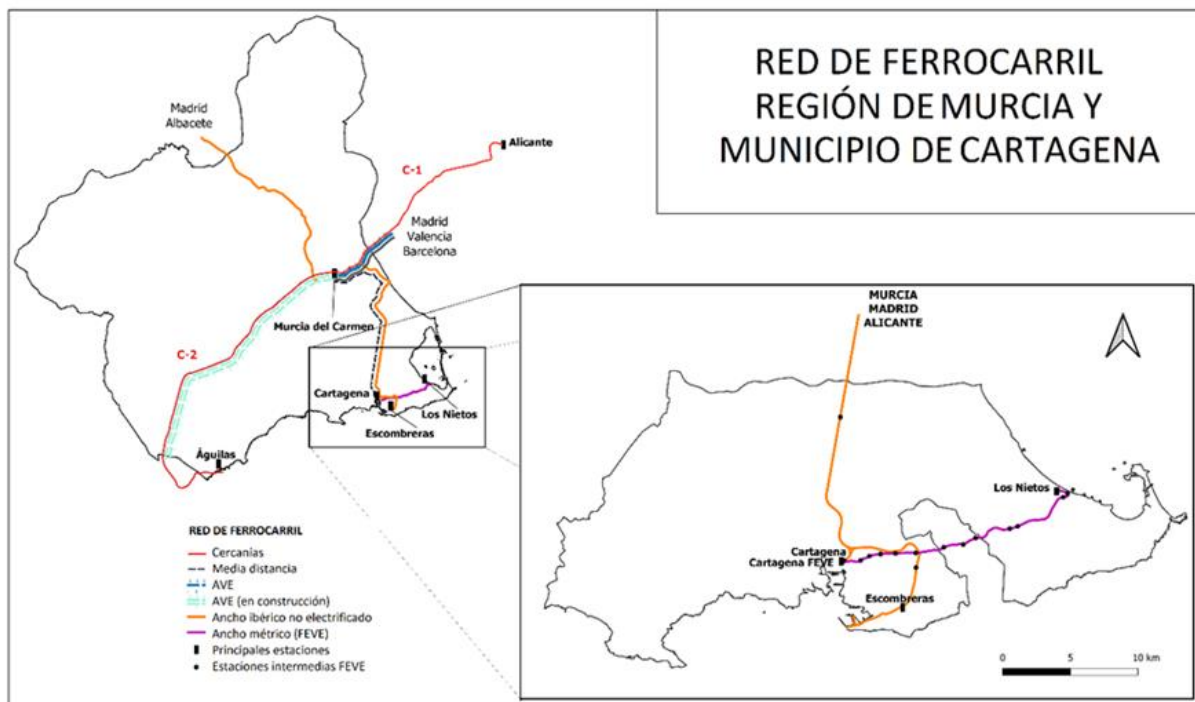 RED DE FERROCARRIL
REGIÓN DE MURCIA Y
MUNICIPIO DE CARTAGENA
Madrid
Albacete
C-1
Alicante
Madrid
Valencia
Barcelona
Murcia del Carmen
C-2
Cartagena
Los Nietos
Escombreras
Águilas
RED DE FERROCARRIL
Cercanías
Media distancia
AVE
AVE (en construcción)
Ancho ibérico no electrificado
Ancho métrico (FEVE)
Principales estaciones
Estaciones intermedias FEVE
MURCIA
MADRID
ALICANTE
Los Nietos
Cartagena
Cartagena FEVE
Escombreras
0 5 10 km